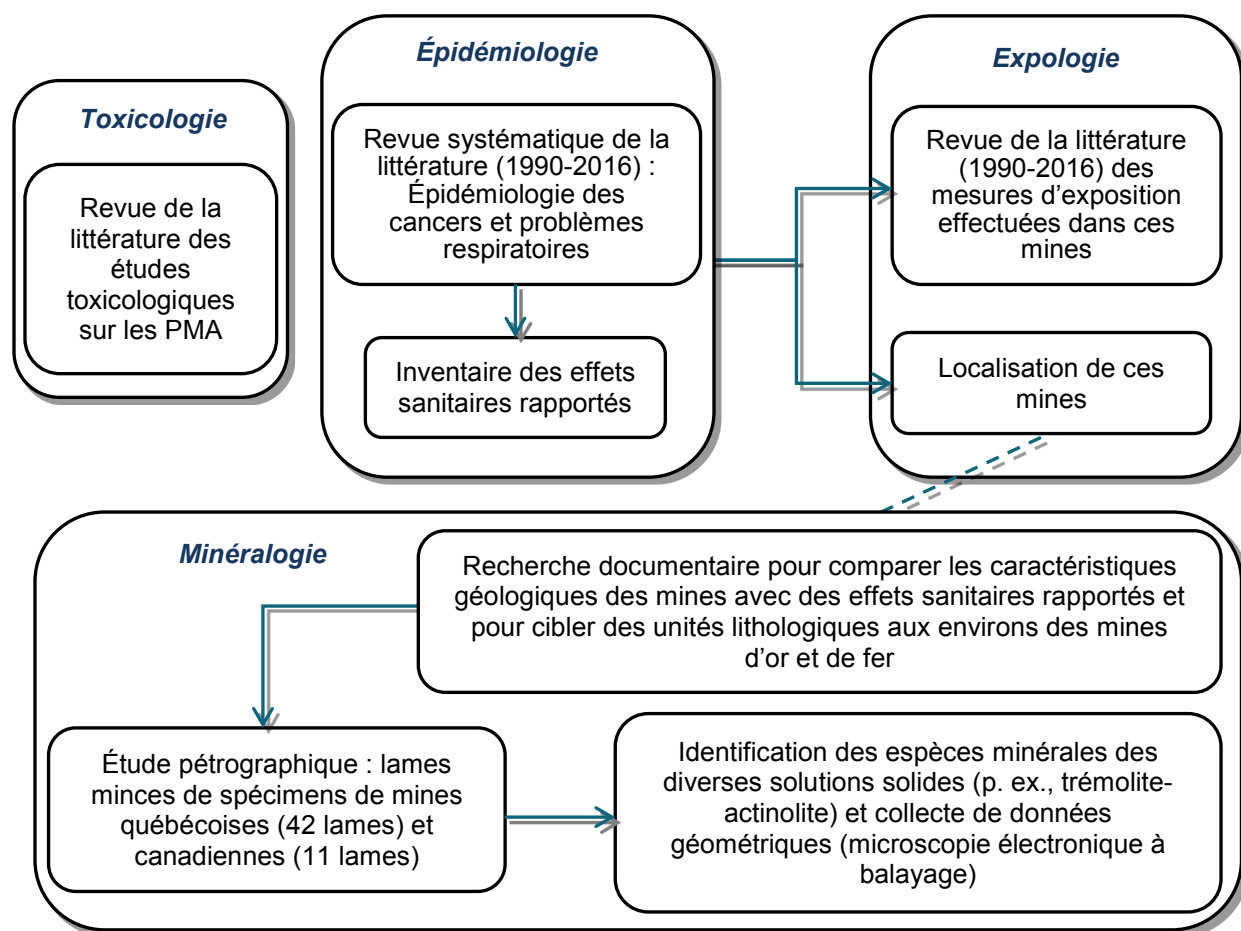 Toxicologie
Revue de la
littérature des
études
toxicologiques
sur les PMA
Épidémiologie
Revue systématique de la
littérature (1990-2016) :
Épidémiologie des
cancers et problèmes
respiratoires
Inventaire des effets
sanitaires rapportés
Expologie
Revue de la littérature
(1990-2016) des
mesures d’exposition
effectuées dans ces
mines
Localisation de ces
mines
Minéralogie
Recherche documentaire pour comparer les caractéristiques
géologiques des mines avec des effets sanitaires rapportés et
pour cibler des unités lithologiques aux environs des mines
d’or et de fer
Étude pétrographique : lames
minces de spécimens de mines
québécoises (42 lames) et
canadiennes (11 lames)
Identification des espèces minérales des
diverses solutions solides (p. ex., trémolite-
actinolite) et collecte de données
géométriques (microscopie électronique à
balayage)